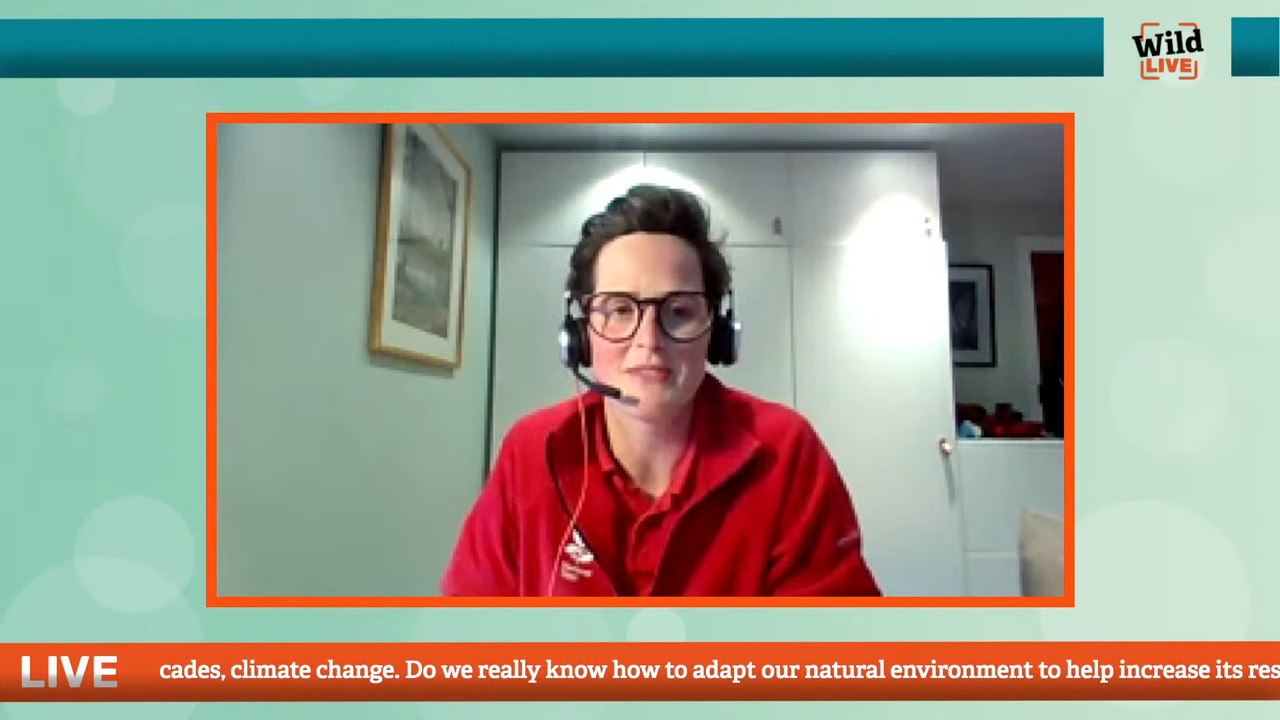 Wild
LIVE
LIVE
cades, climate change. Do we really know how to adapt our natural environment to help increase its res